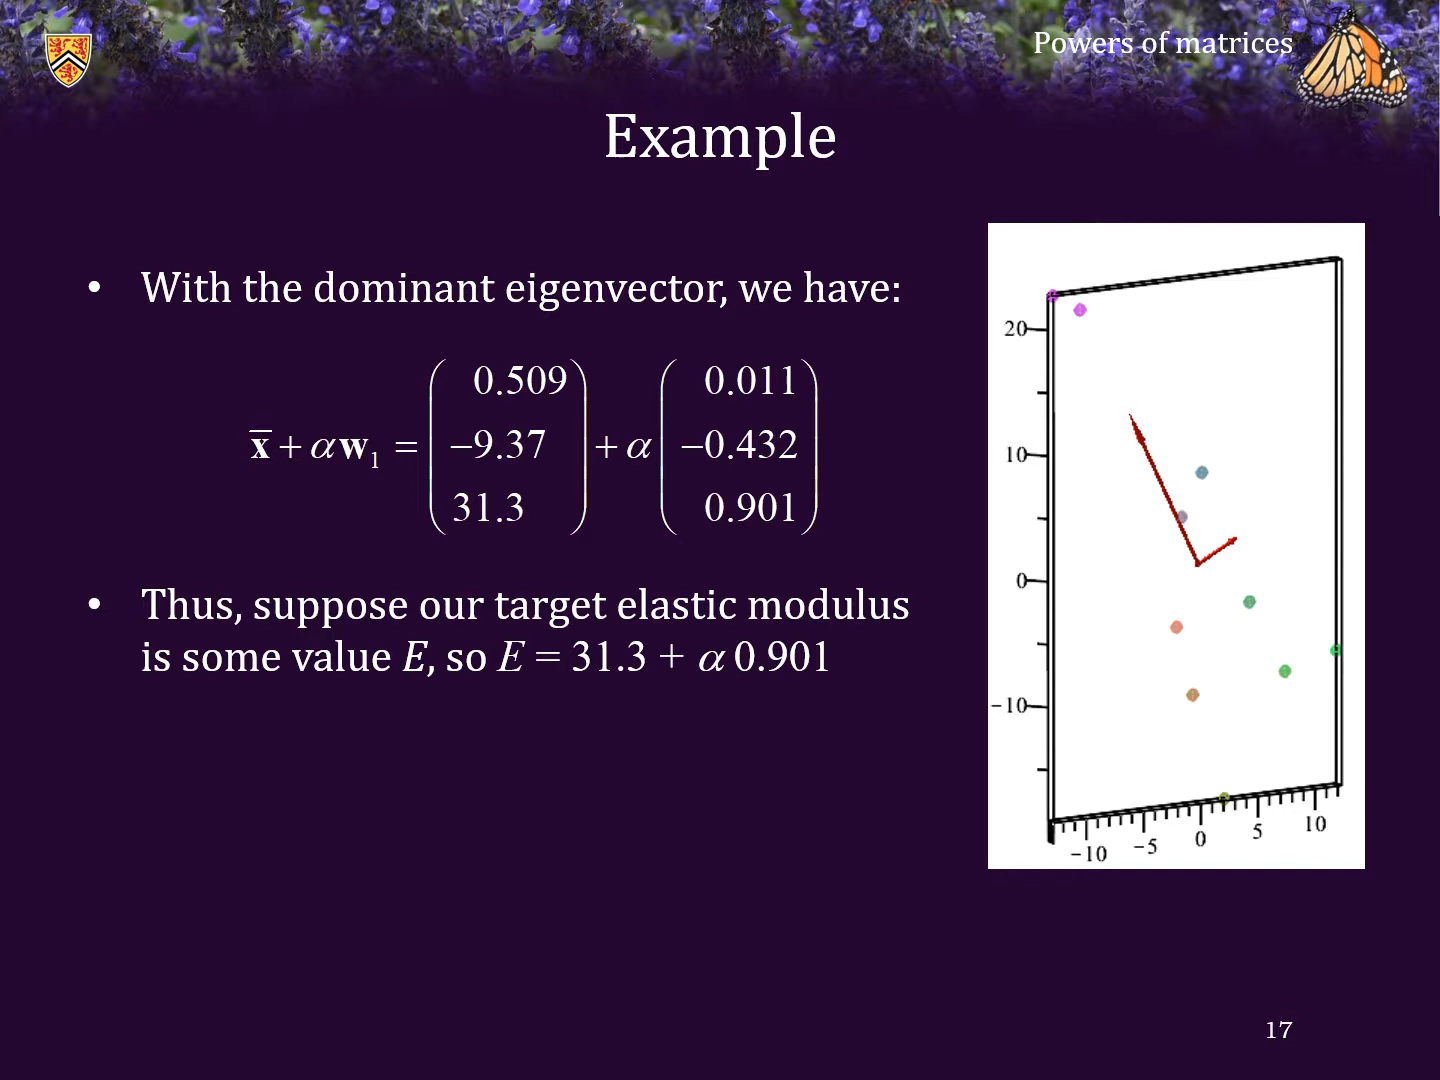 Powers of matrices
Example
• With the dominant eigenvector, we have:
x̄ + αw₁ = (0.509, −9.37, 31.3) + α (0.011, −0.432, 0.901)
• Thus, suppose our target elastic modulus
is some value E, so E = 31.3 + α 0.901
20
10
0
−10
−10 −5 0 5 10
17